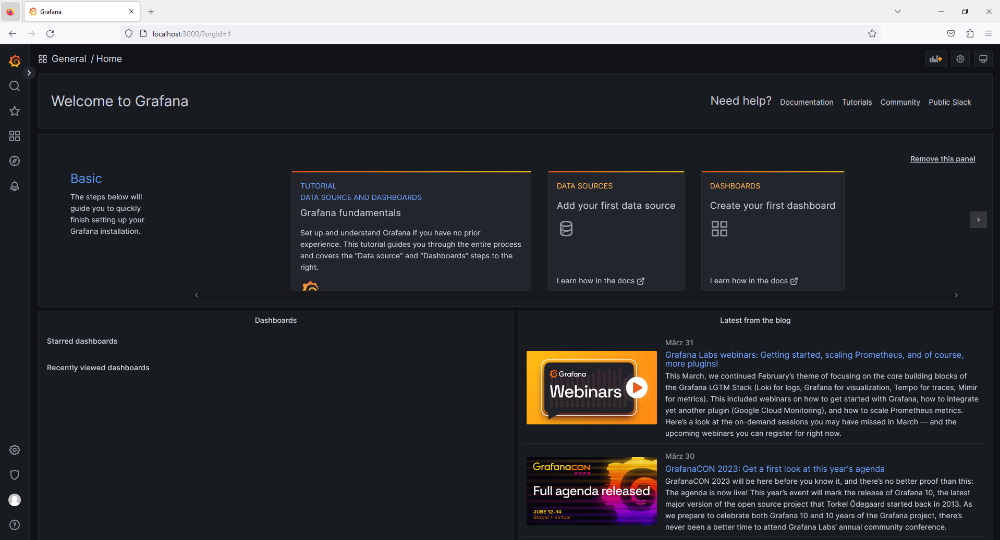 Grafana
localhost:3000/?orgId=1
General / Home
Welcome to Grafana
Need help? Documentation Tutorials Community Public Slack
Remove this panel
Basic
The steps below will
guide you to quickly
finish setting up your
Grafana installation.
TUTORIAL
DATA SOURCE AND DASHBOARDS
Grafana fundamentals
Set up and understand Grafana if you have no prior
experience. This tutorial guides you through the entire process
and covers the “Data source” and “Dashboards” steps to the
right.
DATA SOURCES
Add your first data source
Learn how in the docs
DASHBOARDS
Create your first dashboard
Learn how in the docs
Dashboards
Starred dashboards
Recently viewed dashboards
Latest from the blog
Grafana
Webinars
März 31
Grafana Labs webinars: Getting started, scaling Prometheus, and of course,
more plugins!
This March, we continued February’s theme of focusing on the core building blocks of
the Grafana LGTM Stack (Loki for logs, Grafana for visualization, Tempo for traces, Mimir
for metrics). This included webinars on how to get started with Grafana, how to integrate
yet another plugin (Google Cloud Monitoring), and how to scale Prometheus metrics.
Here’s a look at the on-demand sessions you may have missed in March — and the
upcoming webinars you can register for right now.
GrafanaCON
2023
Full agenda released
JUNE 12-14
Global + virtual
März 30
GrafanaCON 2023: Get a first look at this year's agenda
GrafanaCON 2023 will be here before you know it, and there’s no better proof than this:
The agenda is now live! This year’s event will mark the release of Grafana 10, the latest
major version of the open source project that Torkel Ödegaard started back in 2013. As
we prepare to celebrate both Grafana 10 and 10 years of the Grafana project, there’s
never been a better time to attend Grafana Labs’ annual community conference.